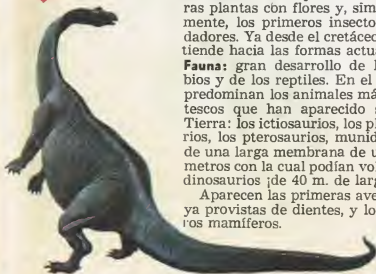 ras plantas con flores y, sim
mente, los primeros insecto
dadores. Ya desde el cretácec
tiende hacia las formas actua
Fauna: gran desarrollo de l
bios y de los reptiles. En el
predominan los animales má
tescos que han aparecido s
Tierra: los ictiosaurios, los pl
rios, los pterosaurios, munid
de una larga membrana de u
metros con la cual podían vol
dinosaurios ¡de 40 m. de larg
Aparecen las primeras ave
ya provistas de dientes, y lo
ros mamíferos.